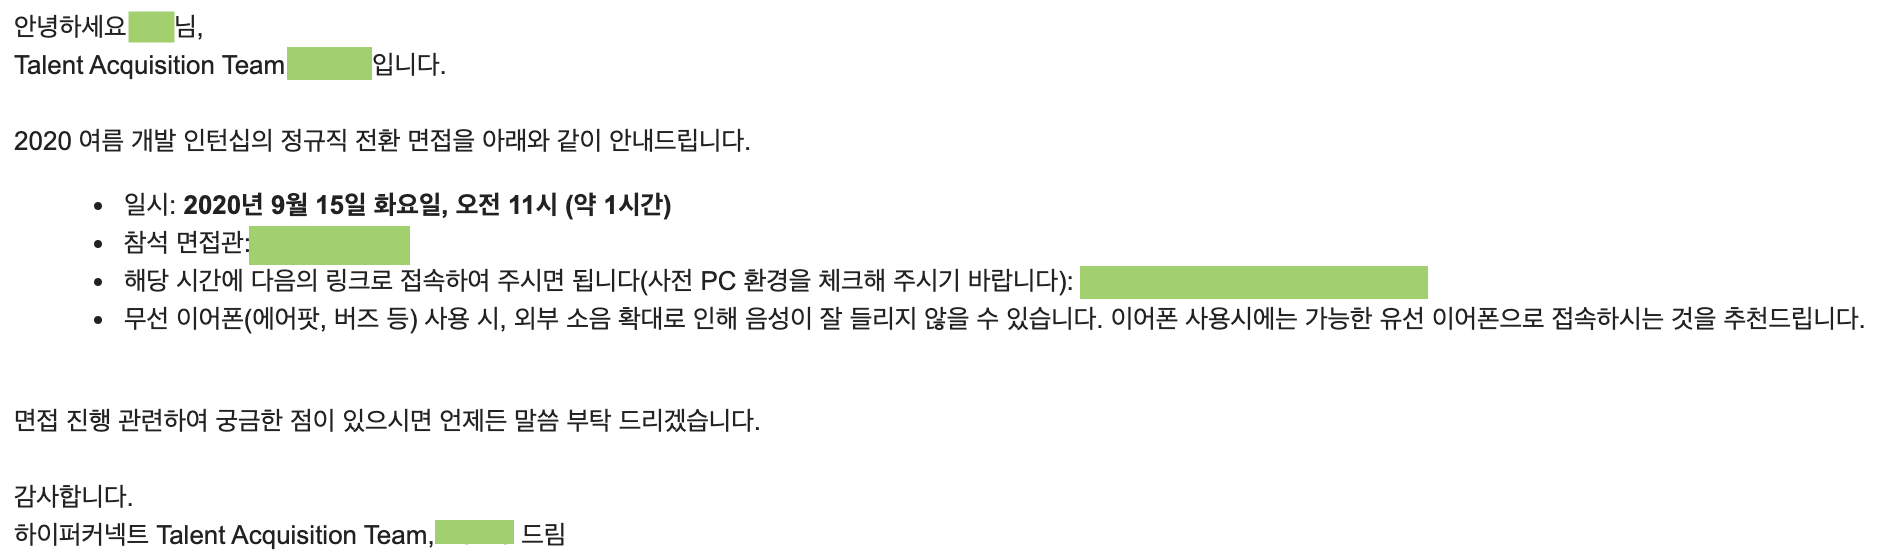 안녕하세요 님,
Talent Acquisition Team 입니다.
2020 여름 개발 인턴십의 정규직 전환 면접을 아래와 같이 안내드립니다.
• 일시: 2020년 9월 15일 화요일, 오전 11시 (약 1시간)
• 참석 면접관:
• 해당 시간에 다음의 링크로 접속하여 주시면 됩니다(사전 PC 환경을 체크해 주시기 바랍니다):
• 무선 이어폰(에어팟, 버즈 등) 사용 시, 외부 소음 확대로 인해 음성이 잘 들리지 않을 수 있습니다. 이어폰 사용시에는 가능한 유선 이어폰으로 접속하시는 것을 추천드립니다.
면접 진행 관련하여 궁금한 점이 있으시면 언제든 말씀 부탁 드리겠습니다.
감사합니다.
하이퍼커넥트 Talent Acquisition Team, 드림